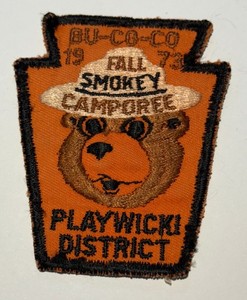 BU-CO-CO
19 73
FALL
SMOKEY
CAMPOREE
PLAYWICKI
DISTRICT